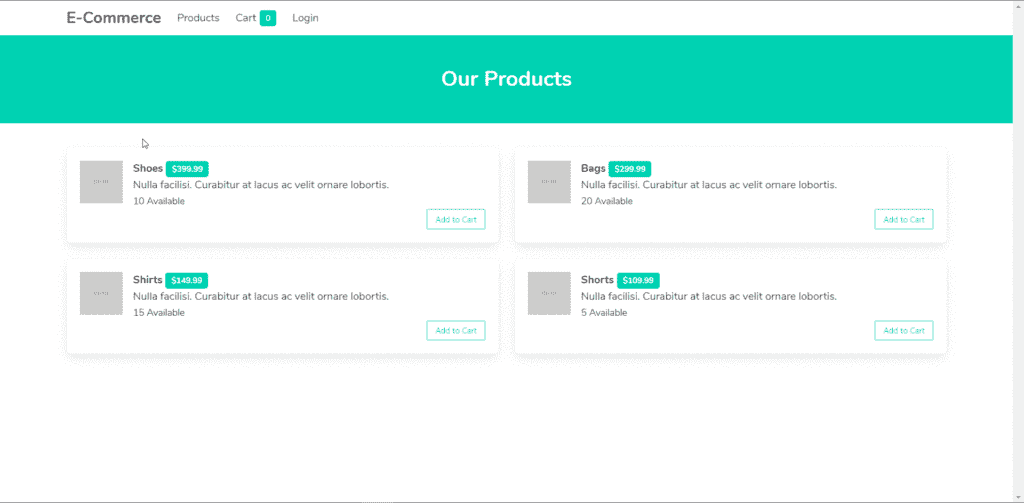 E-Commerce Products Cart 0 Login
Our Products
Shoes $399.99
Nulla facilisi. Curabitur at lacus ac velit ornare lobortis.
10 Available
Add to Cart
Bags $299.99
Nulla facilisi. Curabitur at lacus ac velit ornare lobortis.
20 Available
Add to Cart
Shirts $149.99
Nulla facilisi. Curabitur at lacus ac velit ornare lobortis.
15 Available
Add to Cart
Shorts $109.99
Nulla facilisi. Curabitur at lacus ac velit ornare lobortis.
5 Available
Add to Cart